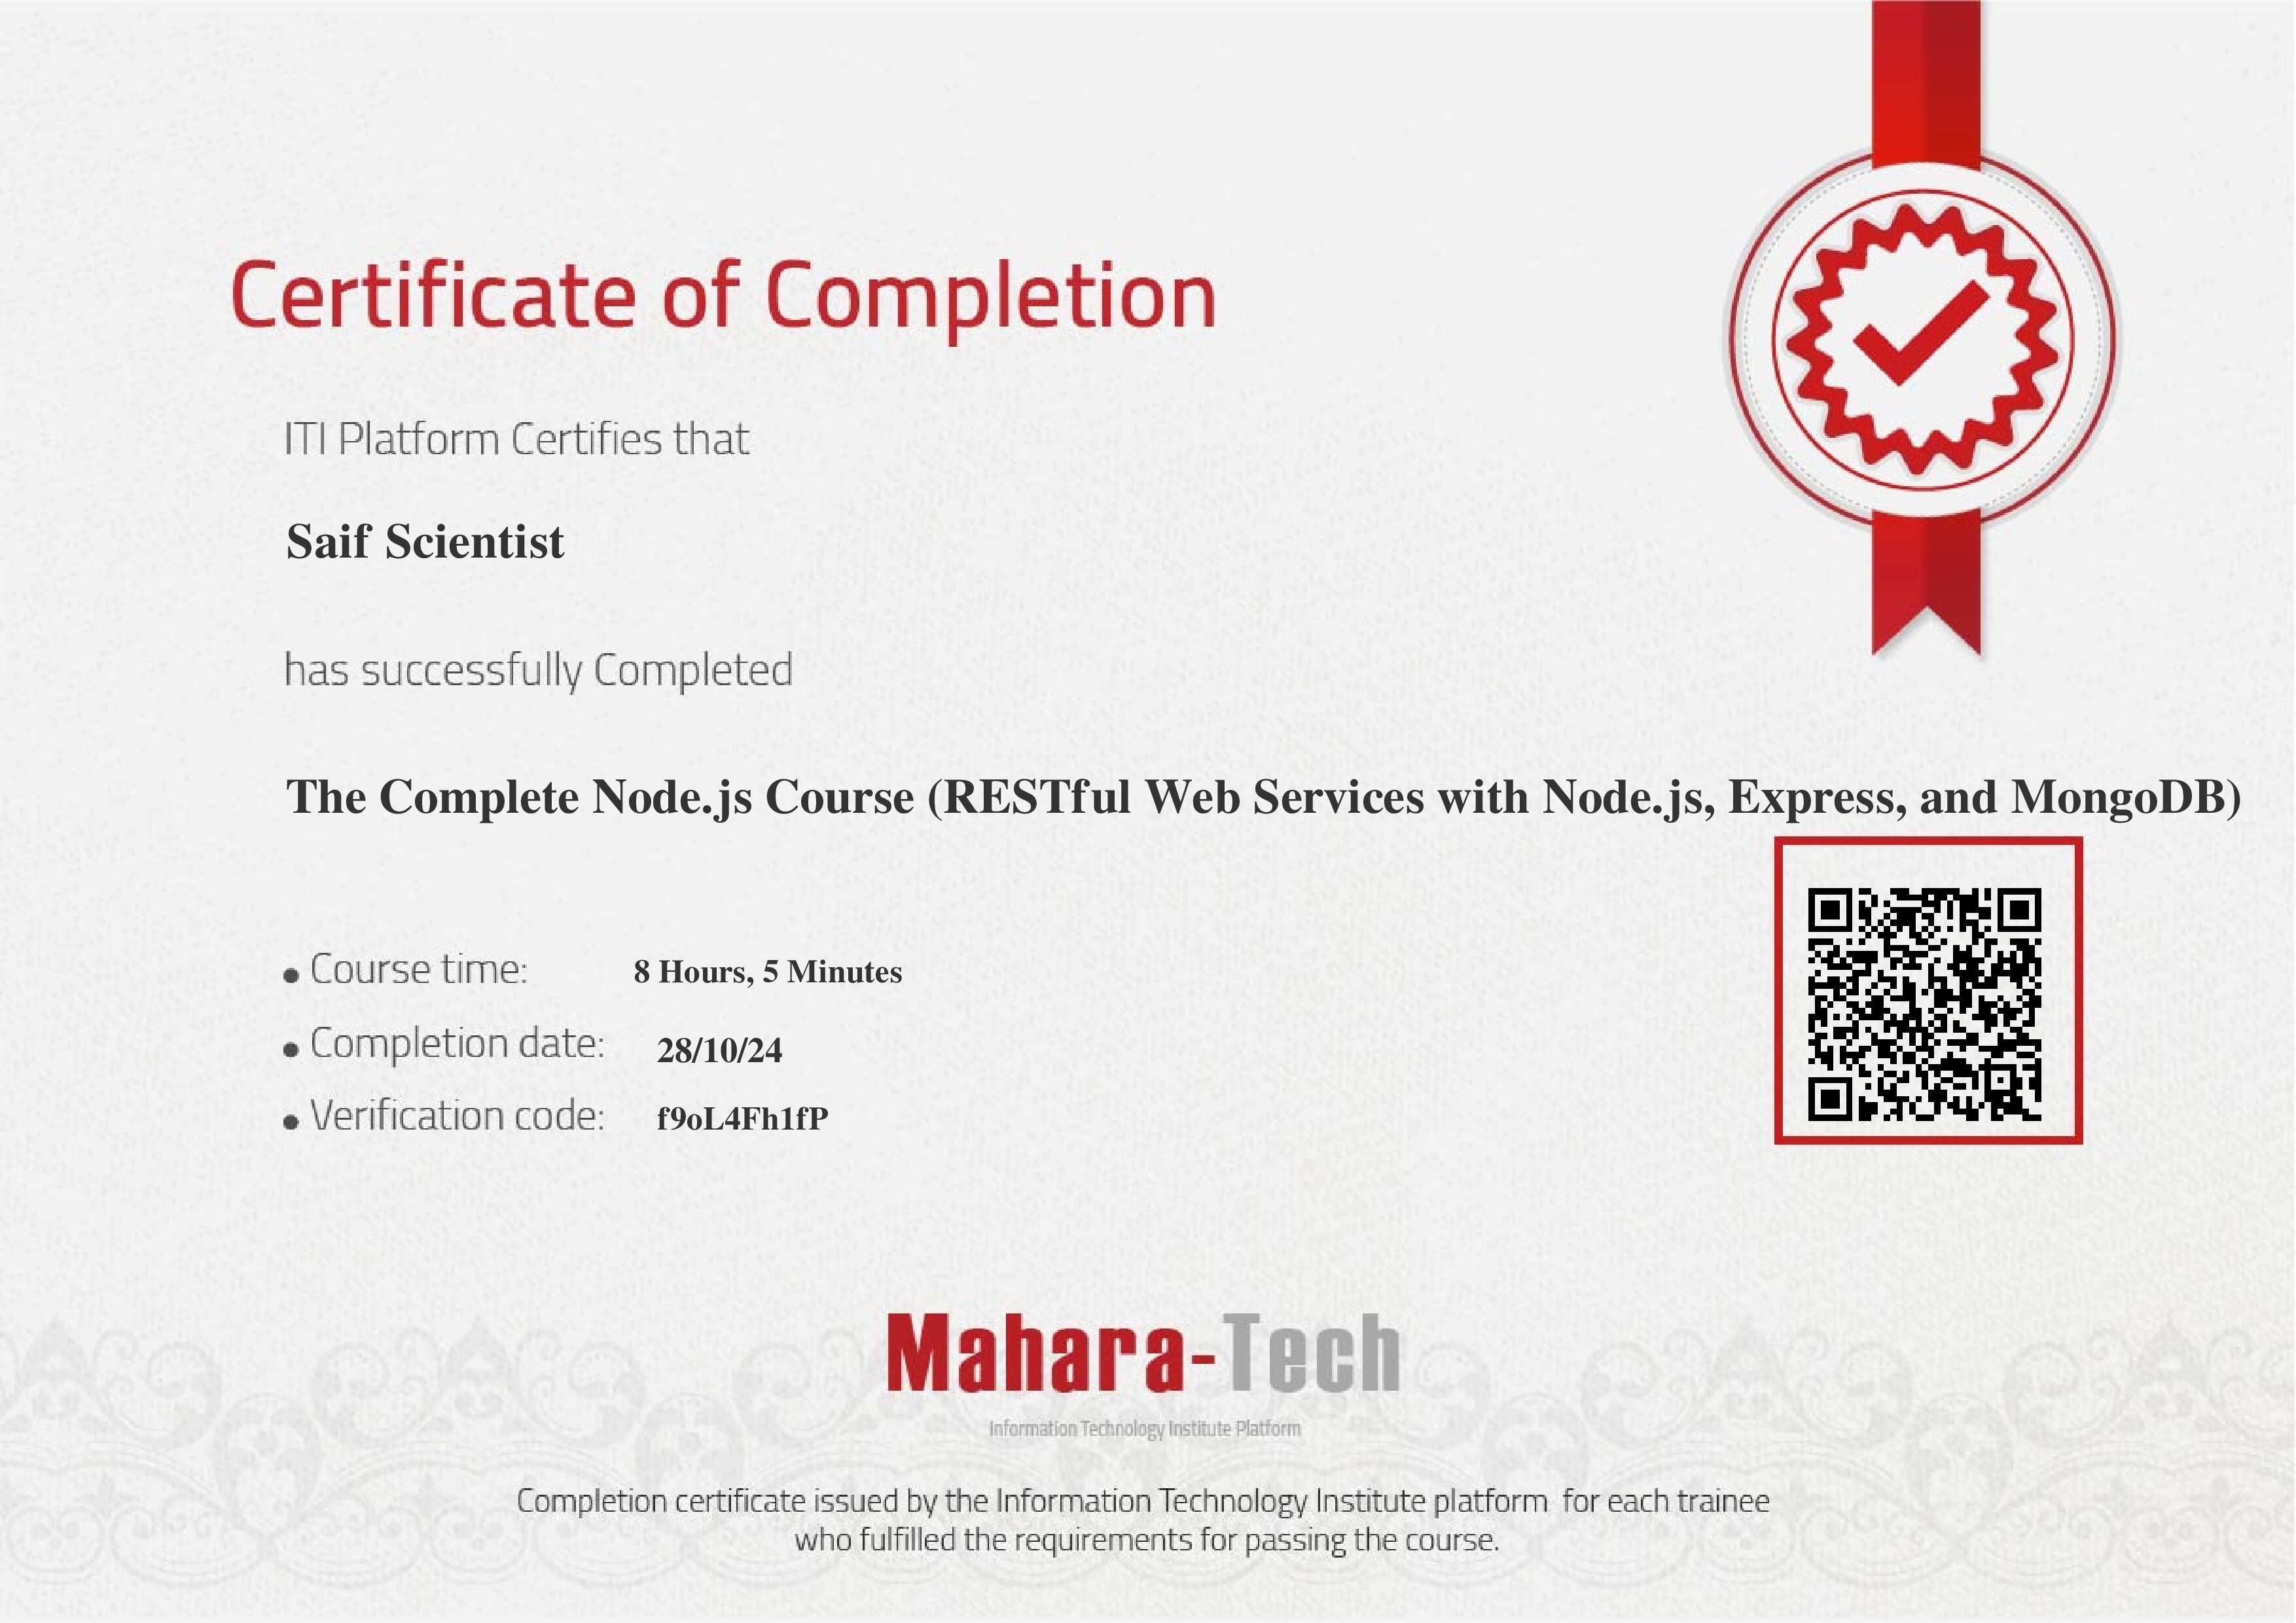 Certificate of Completion
ITI Platform Certifies that
Saif Scientist
has successfully Completed
The Complete Node.js Course (RESTful Web Services with Node.js, Express, and MongoDB)
• Course time: 8 Hours, 5 Minutes
• Completion date: 28/10/24
• Verification code: f9oL4Fh1fP
Mahara-Tech
Information Technology Institute Platform
Completion certificate issued by the Information Technology Institute platform for each trainee
who fulfilled the requirements for passing the course.